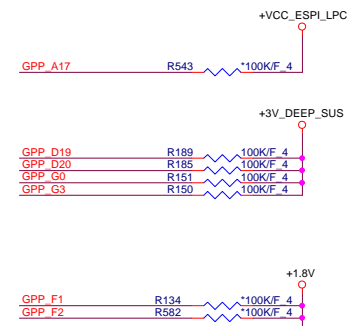 +VCC_ESPI_LPC
GPP_A17 R543 *100K/F_4
+3V_DEEP_SUS
GPP_D19 R189 100K/F_4
GPP_D20 R185 100K/F_4
GPP_G0 R151 100K/F_4
GPP_G3 R150 100K/F_4
+1.8V
GPP_F1 R134 *100K/F_4
GPP_F2 R582 *100K/F_4